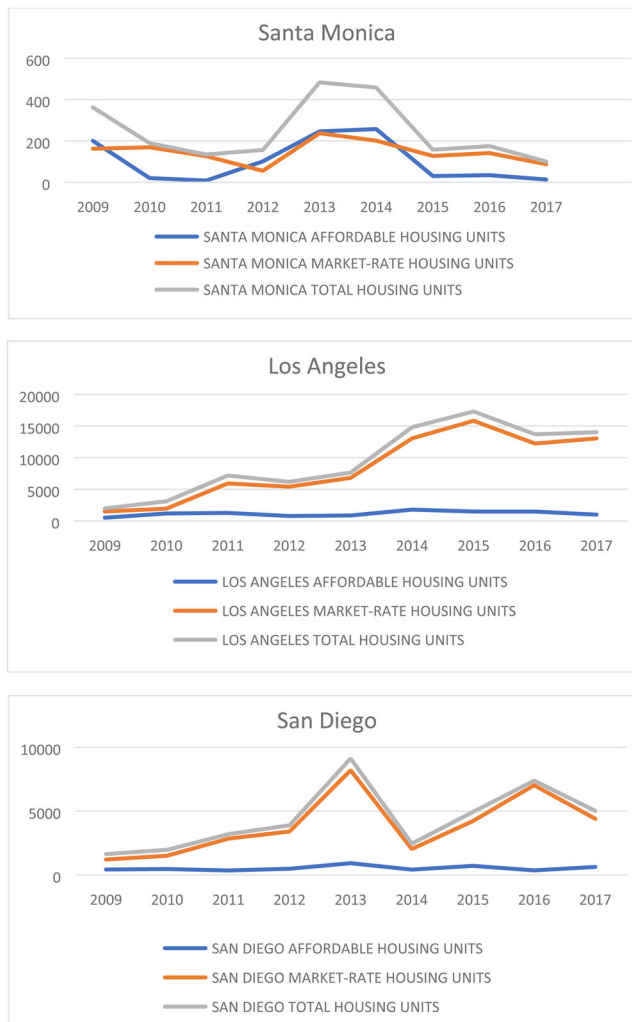 Santa Monica
600
400
200
0
2009 2010 2011 2012 2013 2014 2015 2016 2017
SANTA MONICA AFFORDABLE HOUSING UNITS
SANTA MONICA MARKET-RATE HOUSING UNITS
SANTA MONICA TOTAL HOUSING UNITS
Los Angeles
20000
15000
10000
5000
0
2009 2010 2011 2012 2013 2014 2015 2016 2017
LOS ANGELES AFFORDABLE HOUSING UNITS
LOS ANGELES MARKET-RATE HOUSING UNITS
LOS ANGELES TOTAL HOUSING UNITS
San Diego
10000
5000
0
2009 2010 2011 2012 2013 2014 2015 2016 2017
SAN DIEGO AFFORDABLE HOUSING UNITS
SAN DIEGO MARKET-RATE HOUSING UNITS
SAN DIEGO TOTAL HOUSING UNITS